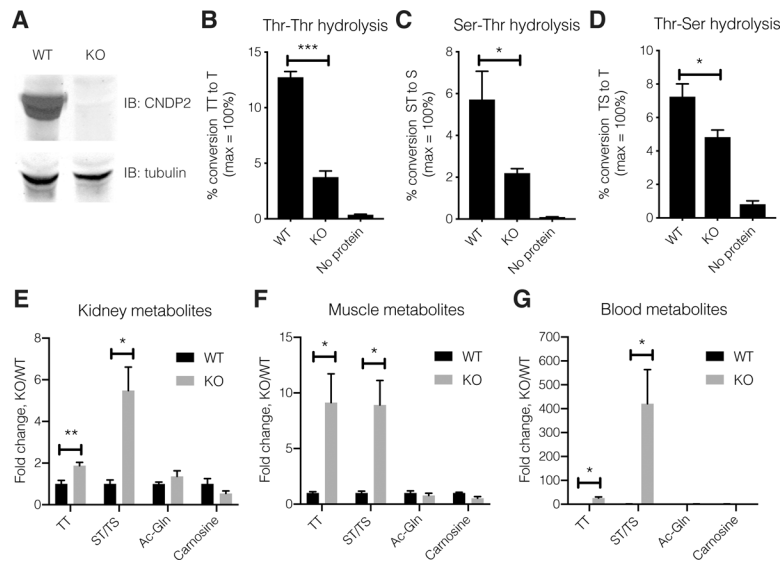 A
WT KO
IB: CNDP2
IB: tubulin
B
Thr-Thr hydrolysis
% conversion TT to T
(max = 100%)
15
10
5
0
***
WT
KO
No protein
C
Ser-Thr hydrolysis
% conversion ST to S
(max = 100%)
8
6
4
2
0
*
WT
KO
No protein
D
Thr-Ser hydrolysis
% conversion TS to T
(max = 100%)
10
8
6
4
2
0
*
WT
KO
No protein
E
Kidney metabolites
Fold change, KO/WT
8
6
4
2
0
**
*
WT
KO
TT
ST/TS
Ac-Gln
Carnosine
F
Muscle metabolites
Fold change, KO/WT
15
10
5
0
*
*
WT
KO
TT
ST/TS
Ac-Gln
Carnosine
G
Blood metabolites
Fold change, KO/WT
700
600
500
400
300
200
100
0
*
*
WT
KO
TT
ST/TS
Ac-Gln
Carnosine